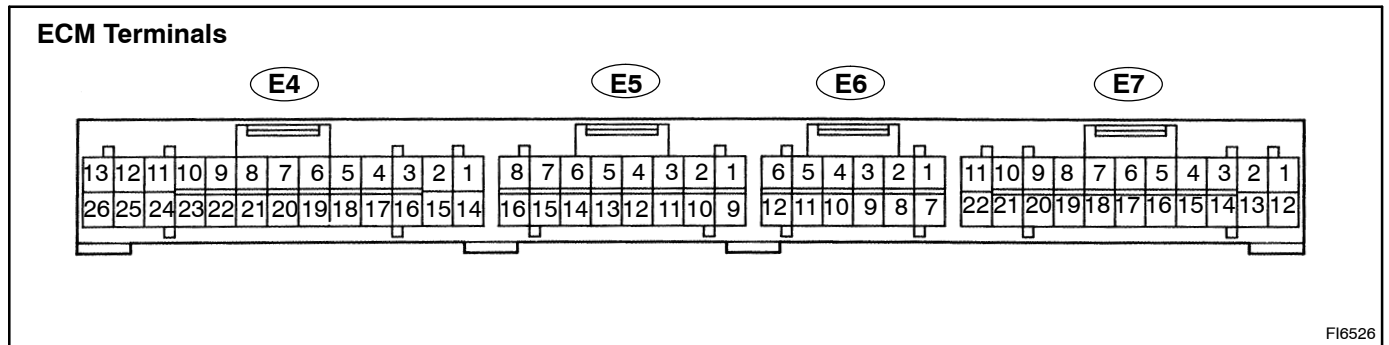 ECM Terminals
E4 E5 E6 E7
13 12 11 10 9 8 7 6 5 4 3 2 1 8 7 6 5 4 3 2 1 6 5 4 3 2 1 11 10 9 8 7 6 5 4 3 2 1
26 25 24 23 22 21 20 19 18 17 16 15 14 16 15 14 13 12 11 10 9 12 11 10 9 8 7 22 21 20 19 18 17 16 15 14 13 12
FI6526